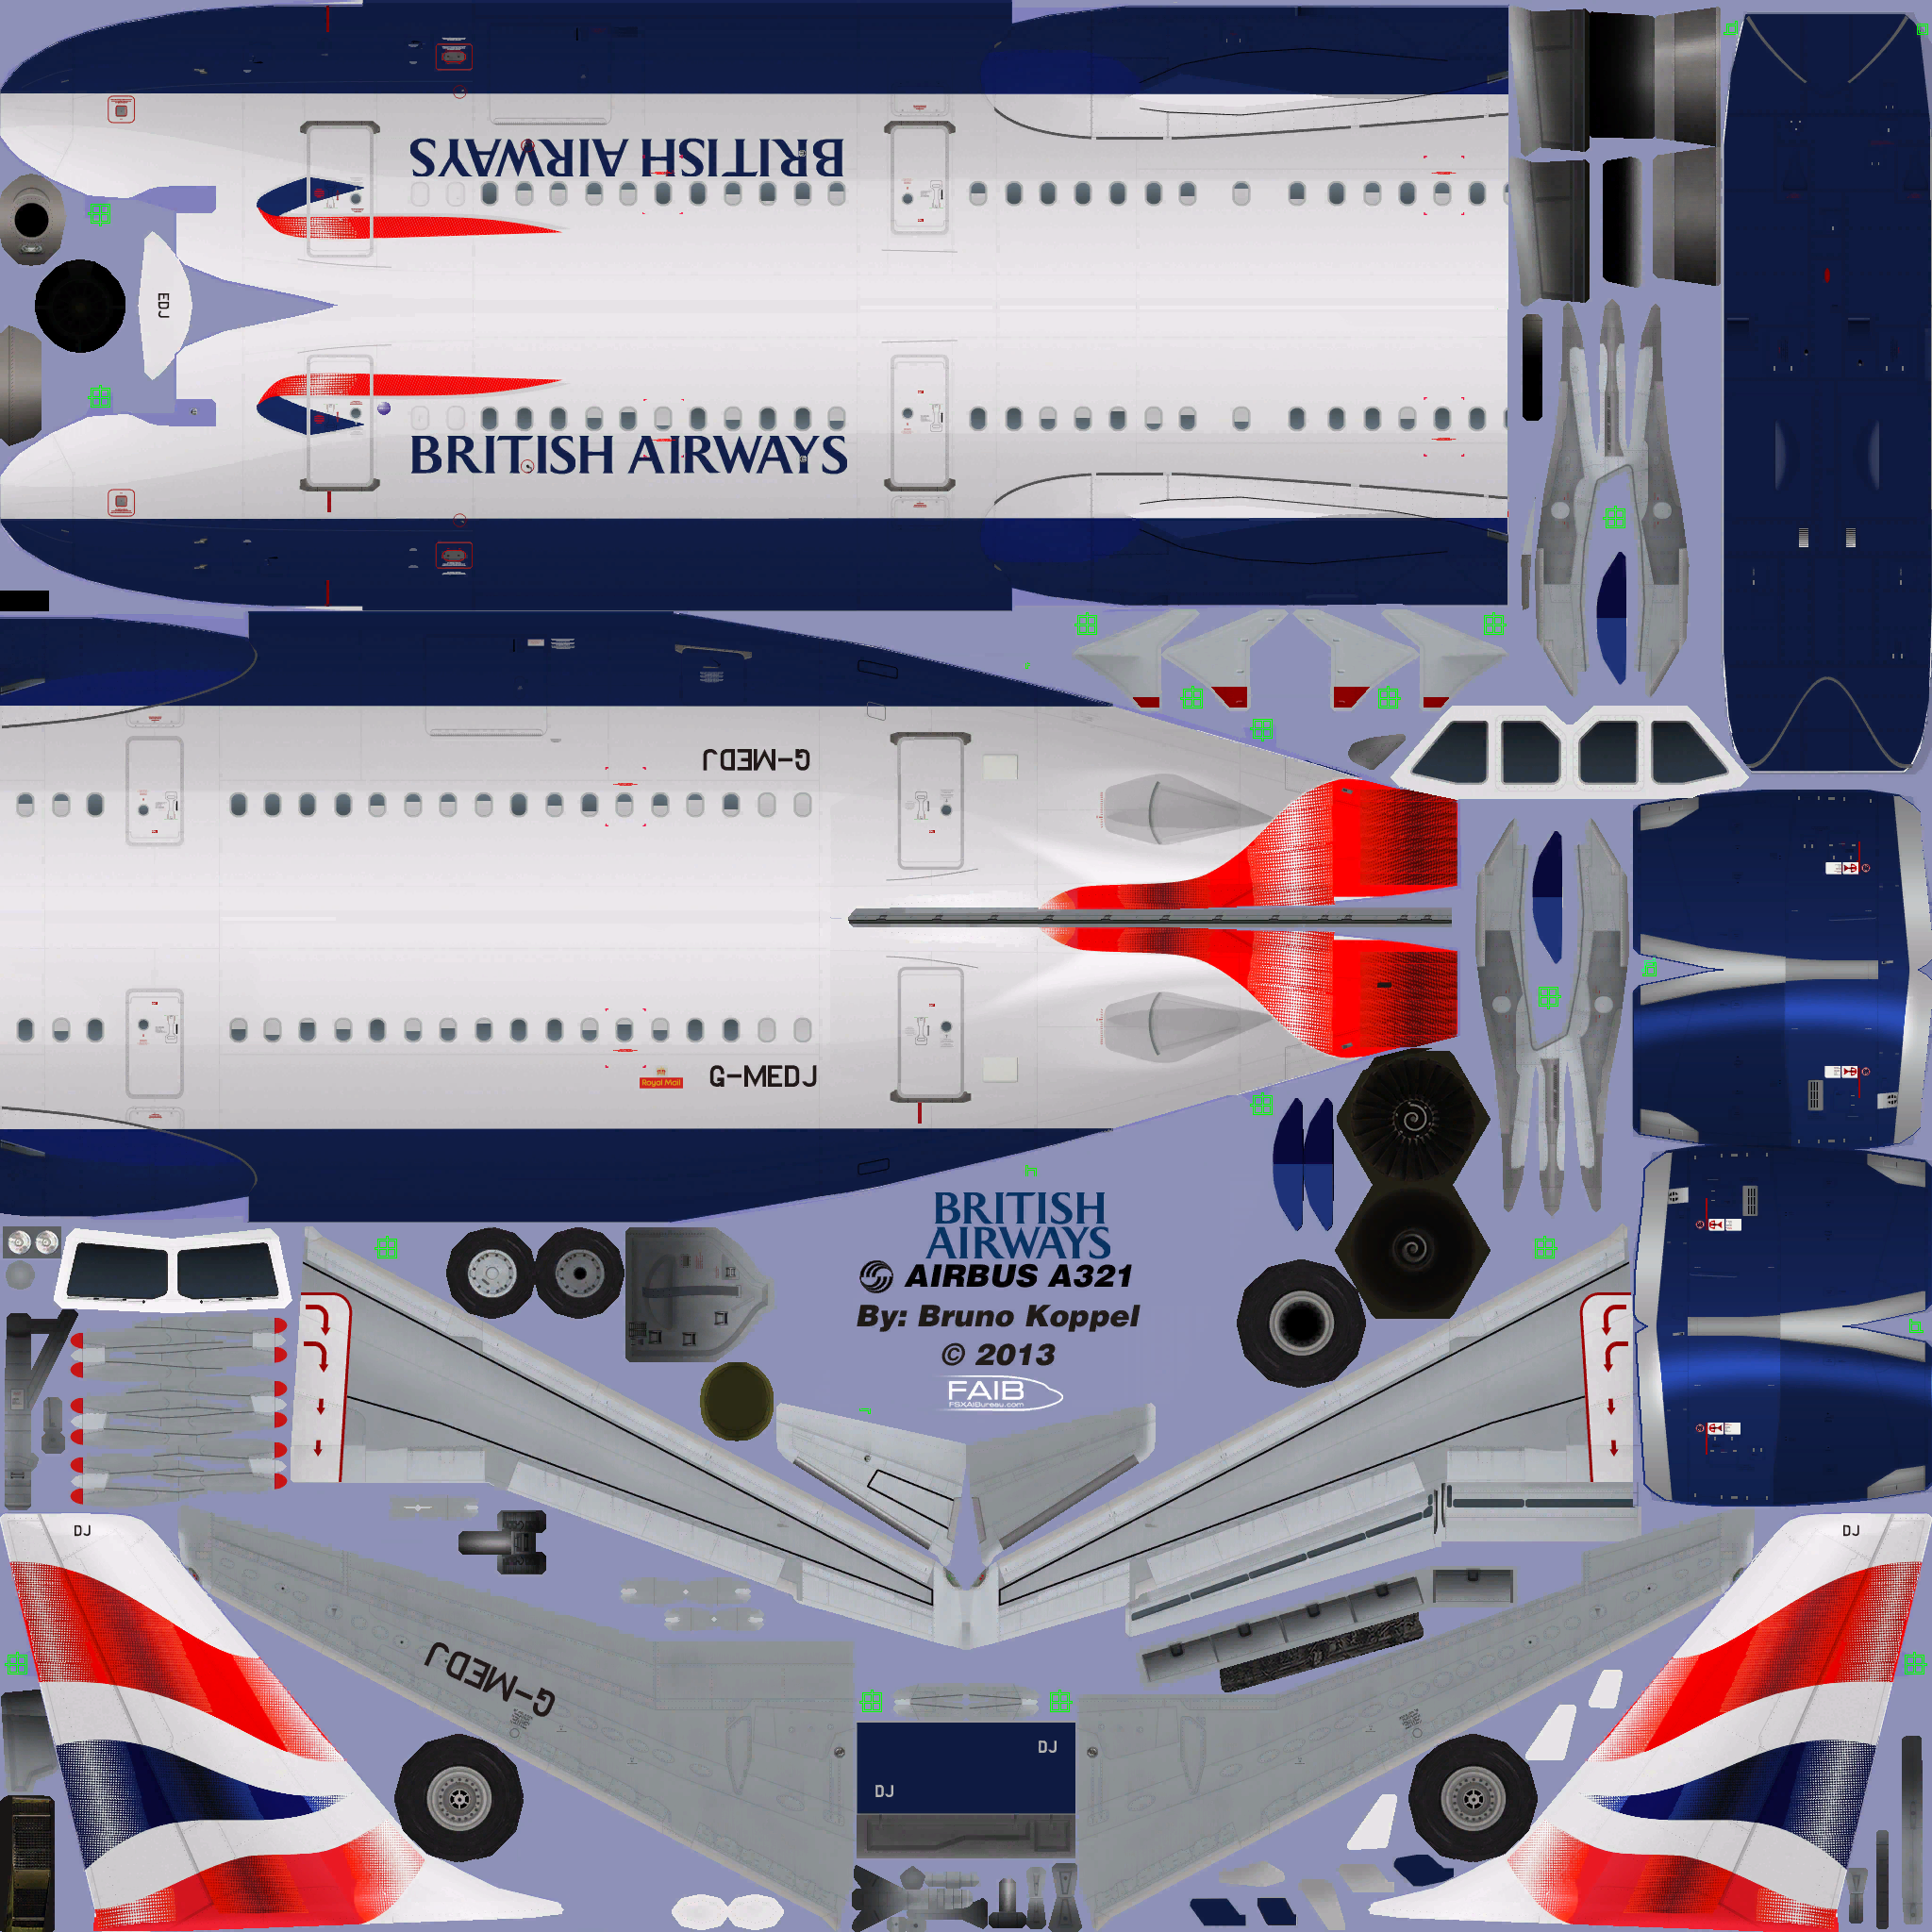 BRITISH AIRWAYS
EDJ
BRITISH AIRWAYS
G-MEDJ
G-MEDJ
Royal Mail
BRITISH
AIRWAYS
AIRBUS A321
By: Bruno Koppel
© 2013
FAIB
FSXAIBureau.com
DJ
DJ
G-MEDJ
DJ
DJ